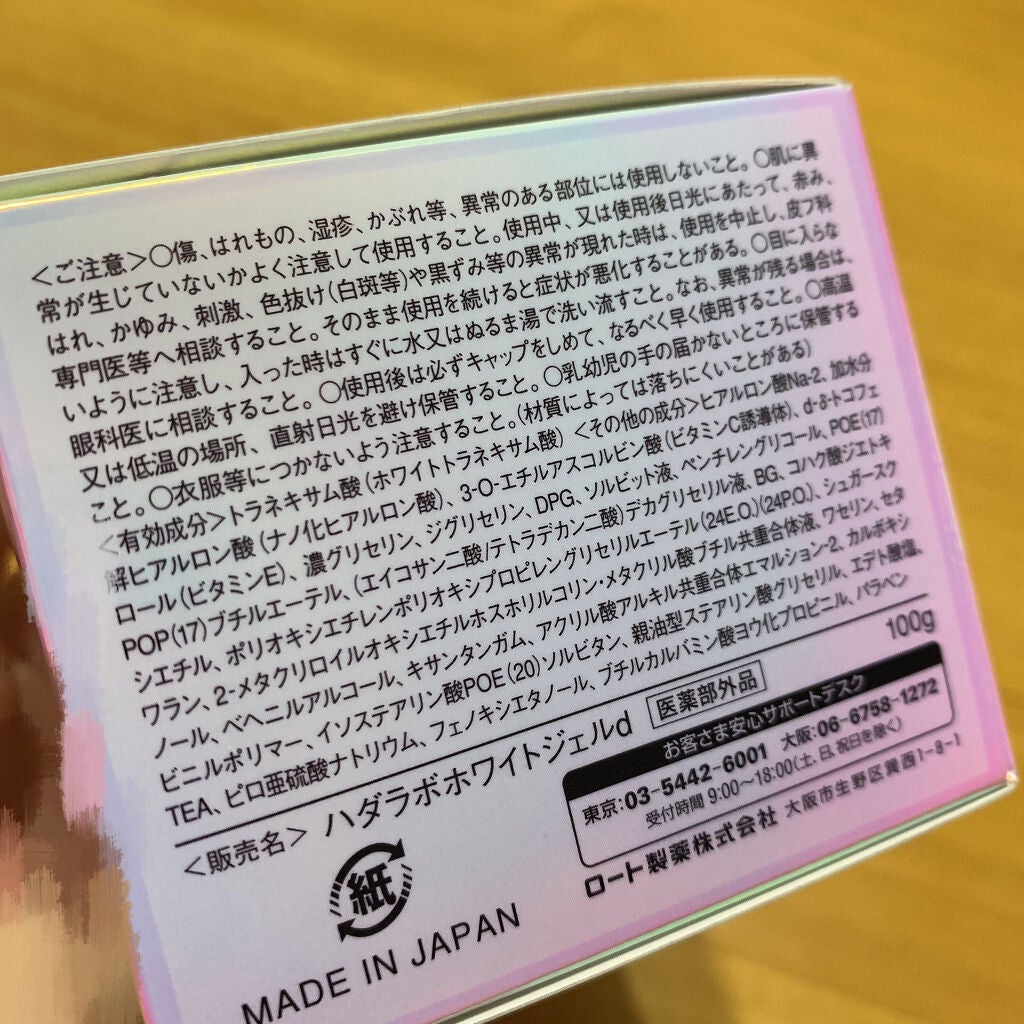 <ご注意>○傷、はれもの、湿疹、かぶれ等、異常のある部位には使用しないこと。○肌に異
常が生じていないかよく注意して使用すること。使用中、又は使用後日光にあたって、赤み、
はれ、かゆみ、刺激、色抜け(白斑等)や黒ずみ等の異常が現れた時は、使用を中止し、皮フ科
専門医等へ相談すること。そのまま使用を続けると症状が悪化することがある。○目に入らな
いように注意し、入った時はすぐに水又はぬるま湯で洗い流すこと。なお、異常が残る場合は、
眼科医に相談すること。○使用後は必ずキャップをしめて、なるべく早く使用すること。○高温
又は低温の場所、直射日光を避け保管すること。○乳幼児の手の届かないところに保管する
こと。○衣服等につかないよう注意すること。(材質によっては落ちにくいことがある)
<有効成分>トラネキサム酸(ホワイトトラネキサム酸) <その他の成分>ヒアルロン酸Na-2、加水分
解ヒアルロン酸(ナノ化ヒアルロン酸)、3-O-エチルアスコルビン酸(ビタミンC誘導体)、d-δ-トコフェ
ロール(ビタミンE)、濃グリセリン、ジグリセリン、DPG、ソルビット液、ペンチレングリコール、POE(17)
POP(17)ブチルエーテル、(エイコサン二酸/テトラデカン二酸)デカグリセリル液、BG、コハク酸ジエトキ
シエチル、ポリオキシエチレンポリオキシプロピレングリセリルエーテル(24E.O.)(24P.O.)、シュガースク
ワラン、2-メタクリロイルオキシエチルホスホリルコリン・メタクリル酸ブチル共重合体液、ワセリン、セタ
ノール、ベヘニルアルコール、キサンタンガム、アクリル酸アルキル共重合体エマルション-2、カルボキシ
ビニルポリマー、イソステアリン酸POE(20)ソルビタン、親油型ステアリン酸グリセリル、エデト酸塩、
TEA、ピロ亜硫酸ナトリウム、フェノキシエタノール、ブチルカルバミン酸ヨウ化プロピニル、パラベン
100g
<販売名> ハダラボホワイトジェルd 医薬部外品
お客さま安心サポートデスク
東京:03-5442-6001 大阪:06-6758-1272
受付時間 9:00〜18:00(土、日、祝日を除く)
ロート製薬株式会社 大阪市生野区巽西1-8-1
紙
MADE IN JAPAN